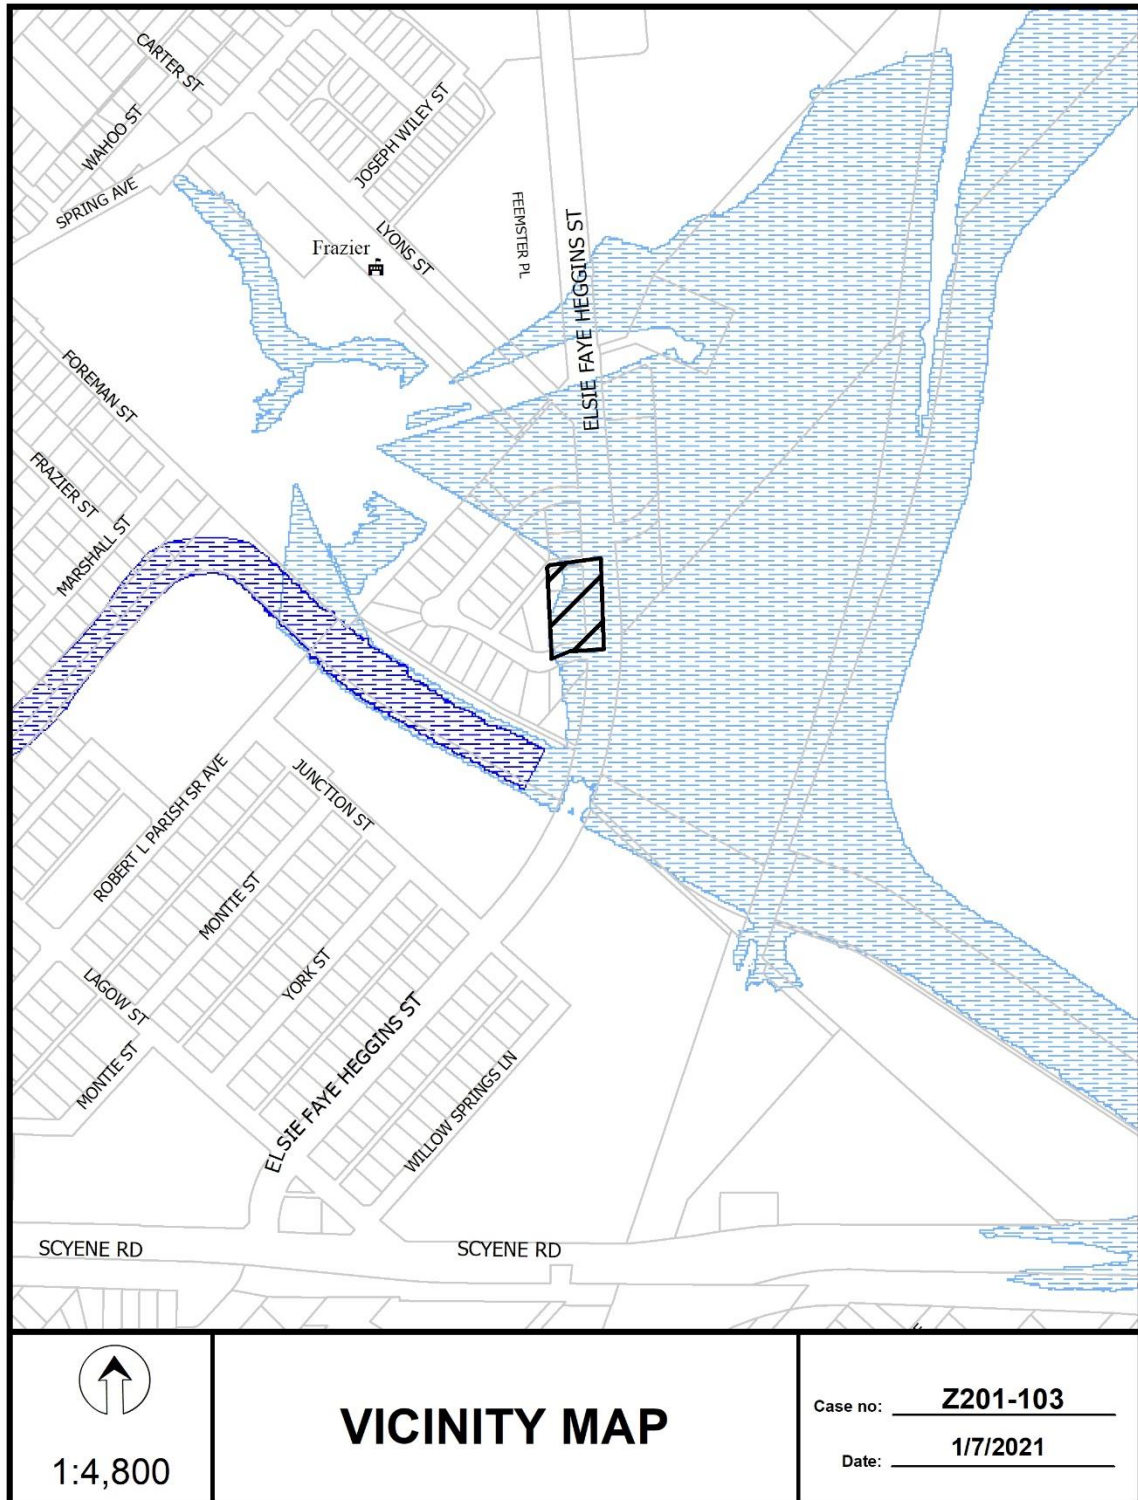 CARTER ST
WAHOO ST
JOSEPH WILEY ST
SPRING AVE
LYONS ST
FEEMSTER PL
ELSIE FAYE HEGGINS ST
Frazier
FOREMAN ST
FRAZIER ST
MARSHALL ST
ROBERT L PARISH SR AVE
JUNCTION ST
MONTIE ST
YORK ST
LAGOW ST
MONTIE ST
ELSIE FAYE HEGGINS ST
WILLOW SPRINGS LN
SCYENE RD
SCYENE RD
1:4,800
VICINITY MAP
Case no: Z201-103
Date: 1/7/2021